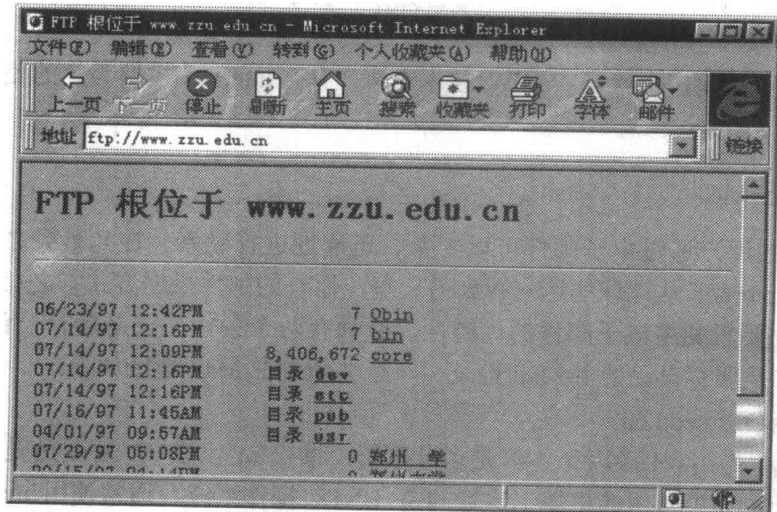 FTP 根位于 www.zzu.edu.cn - Microsoft Internet Explorer
文件(F) 编辑(E) 查看(V) 转到(G) 个人收藏夹(A) 帮助(H)
上一页 下一页 停止 刷新 主页 搜索 收藏夹 打印 字体 邮件
地址 ftp://www.zzu.edu.cn 链接
FTP 根位于 www.zzu.edu.cn
06/23/97 12:42PM 7 Obin
07/14/97 12:16PM 7 bin
07/14/97 12:09PM 8,406,672 core
07/14/97 12:16PM 目录 dev
07/14/97 12:16PM 目录 etc
07/16/97 11:45AM 目录 pub
04/01/97 09:57AM 目录 usr
07/29/97 05:08PM 0 郑州 学